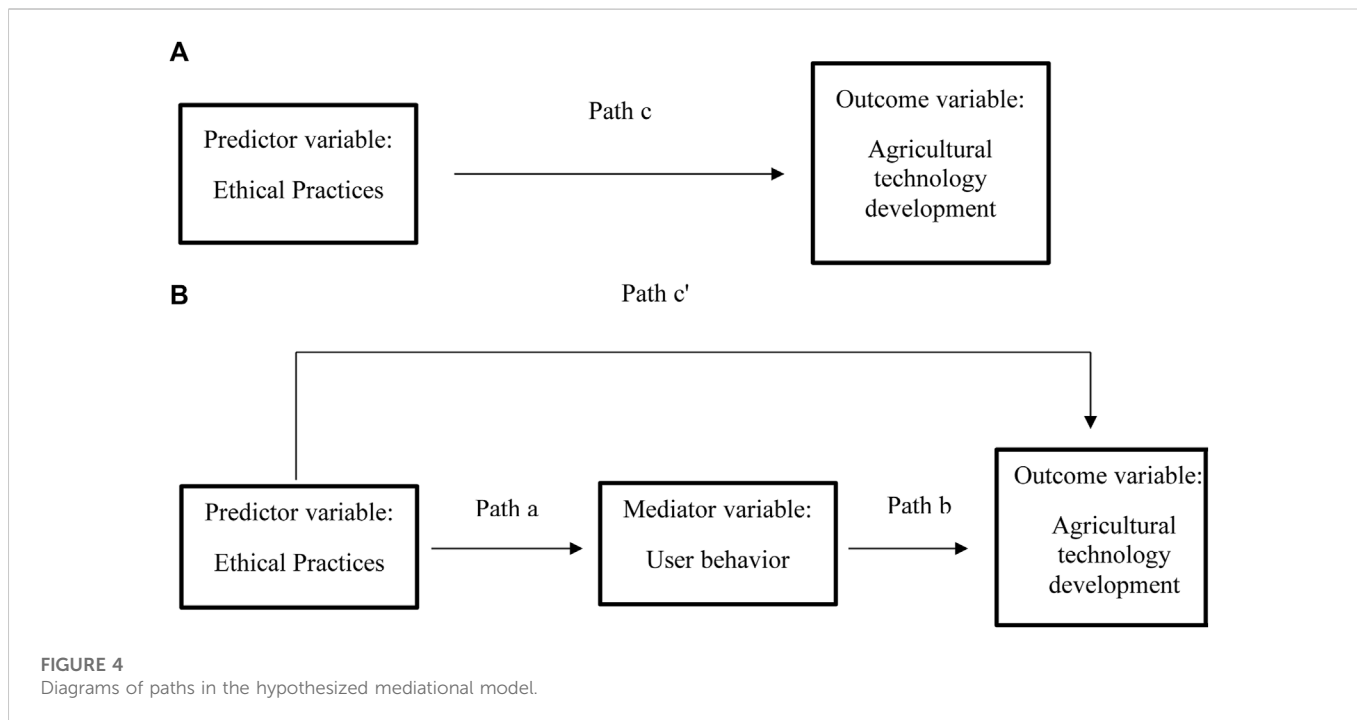 A
Predictor variable:
Ethical Practices
Path c
Outcome variable:
Agricultural
technology
development
B
Path c'
Predictor variable:
Ethical Practices
Path a
Mediator variable:
User behavior
Path b
Outcome variable:
Agricultural
technology
development
FIGURE 4
Diagrams of paths in the hypothesized mediational model.